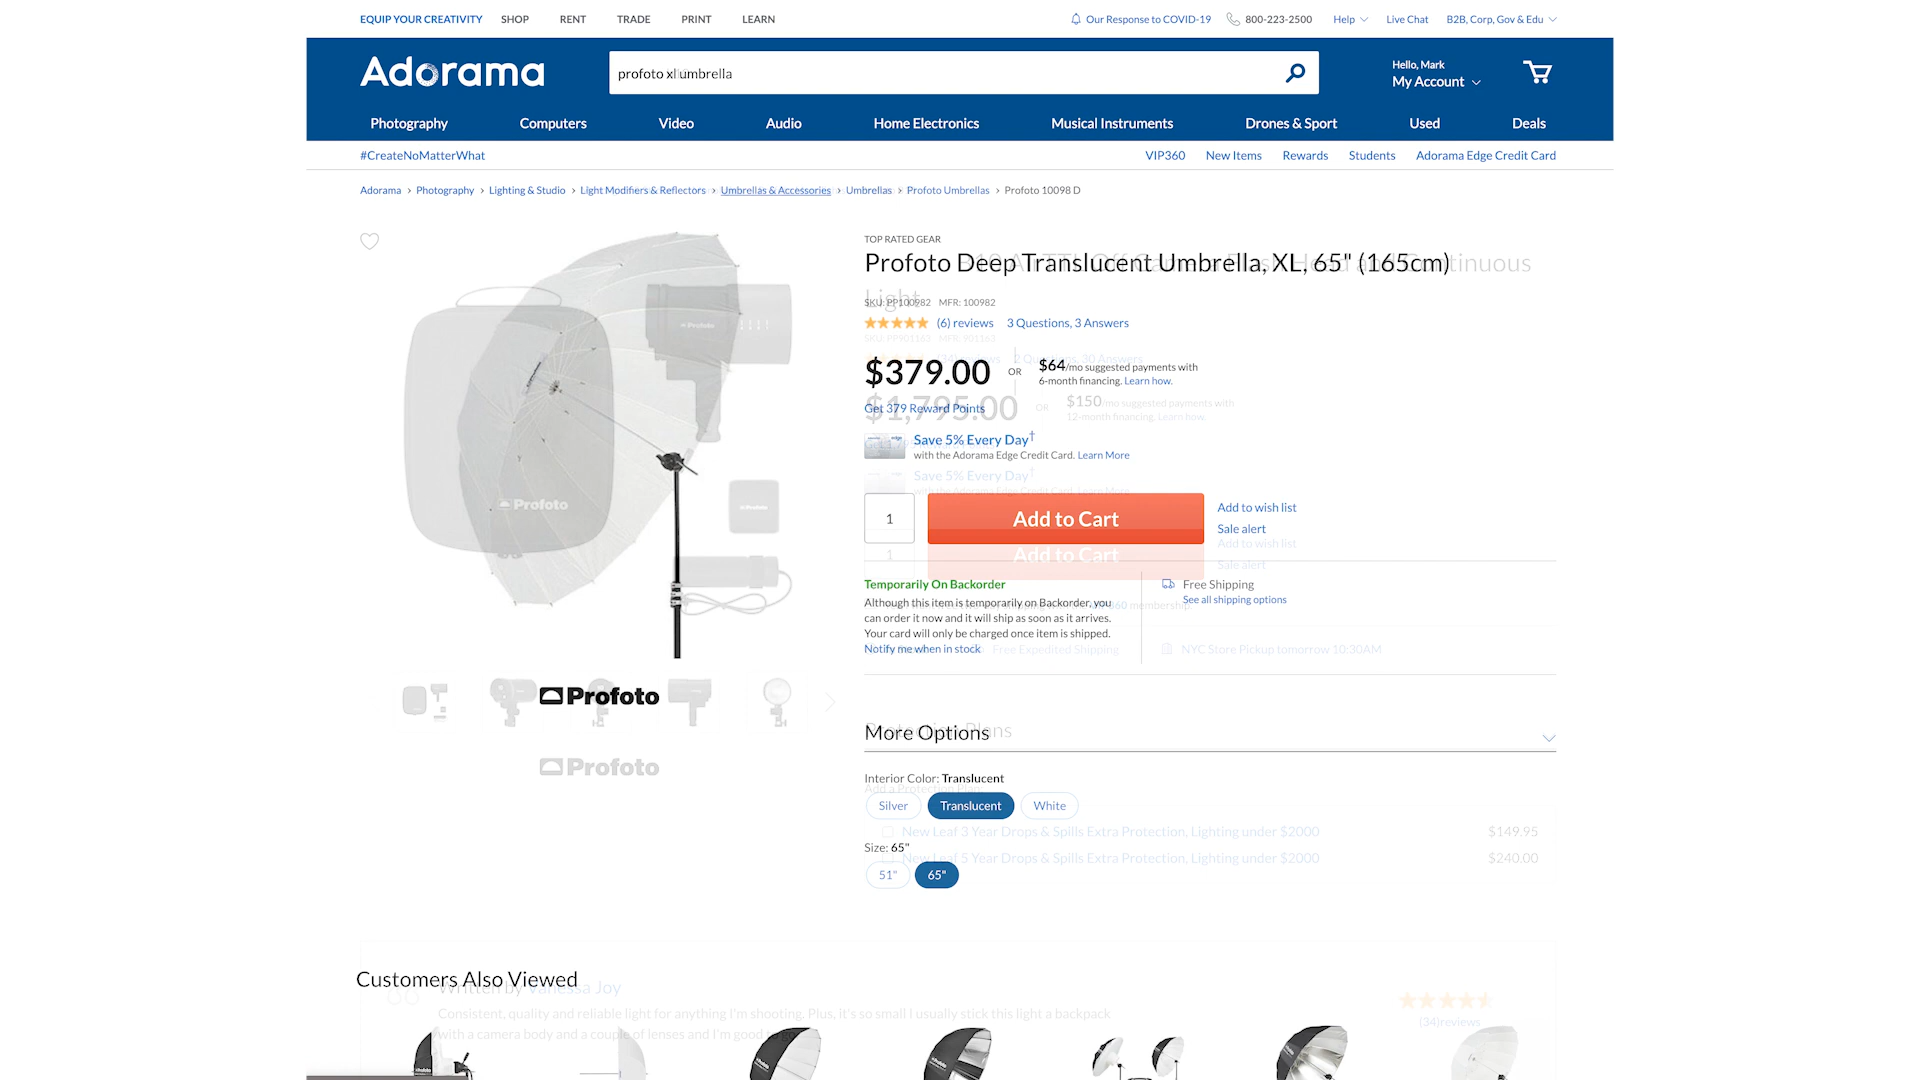 EQUIP YOUR CREATIVITY SHOP RENT TRADE PRINT LEARN
Our Response to COVID-19 800-223-2500 Help Live Chat B2B, Corp, Gov & Edu
Adorama
profoto xl umbrella
Hello, Mark
My Account
Photography Computers Video Audio Home Electronics Musical Instruments Drones & Sport Used Deals
#CreateNoMatterWhat
VIP360 New Items Rewards Students Adorama Edge Credit Card
Adorama > Photography > Lighting & Studio > Light Modifiers & Reflectors > Umbrellas & Accessories > Umbrellas > Profoto Umbrellas > Profoto 10098 D
TOP RATED GEAR
Profoto Deep Translucent Umbrella, XL, 65" (165cm)
Continuous
Light
SKU: PP100982 MFR: 100982
(6) reviews 3 Questions, 3 Answers
SKU: PP901163 MFR: 901163
(34) reviews 30 Answers
$379.00 OR $64/mo suggested payments with
6-month financing. Learn how.
$1,795.00 OR $150/mo suggested payments with
12-month financing. Learn how.
Get 379 Reward Points
Save 5% Every Day†
with the Adorama Edge Credit Card. Learn More
Save 5% Every Day†
with the Adorama Edge Credit Card. Learn More
1 Add to Cart
Add to wish list
Sale alert
1 Add to Cart
Add to wish list
Sale alert
Temporarily On Backorder
Although this item is temporarily on Backorder, you
can order it now and it will ship as soon as it arrives.
Your card will only be charged once item is shipped.
Notify me when in stock
Free Shipping
See all shipping options
membership.
Free Expedited Shipping
NYC Store Pickup tomorrow 10:30AM
Profoto
Profoto
Profoto
Profoto
Protection Plans
More Options
Interior Color: Translucent
Add a Protection Plan:
Silver Translucent White
New Leaf 3 Year Drops & Spills Extra Protection, Lighting under $2000 $149.95
Size: 65"
New Leaf 5 Year Drops & Spills Extra Protection, Lighting under $2000 $240.00
51" 65"
Customers Also Viewed
Written by Vanessa Joy
Consistent, quality and reliable light for anything I'm shooting. Plus, it's so small I usually stick this light a backpack
with a camera body and a couple of lenses and I'm good to go.
(34)reviews